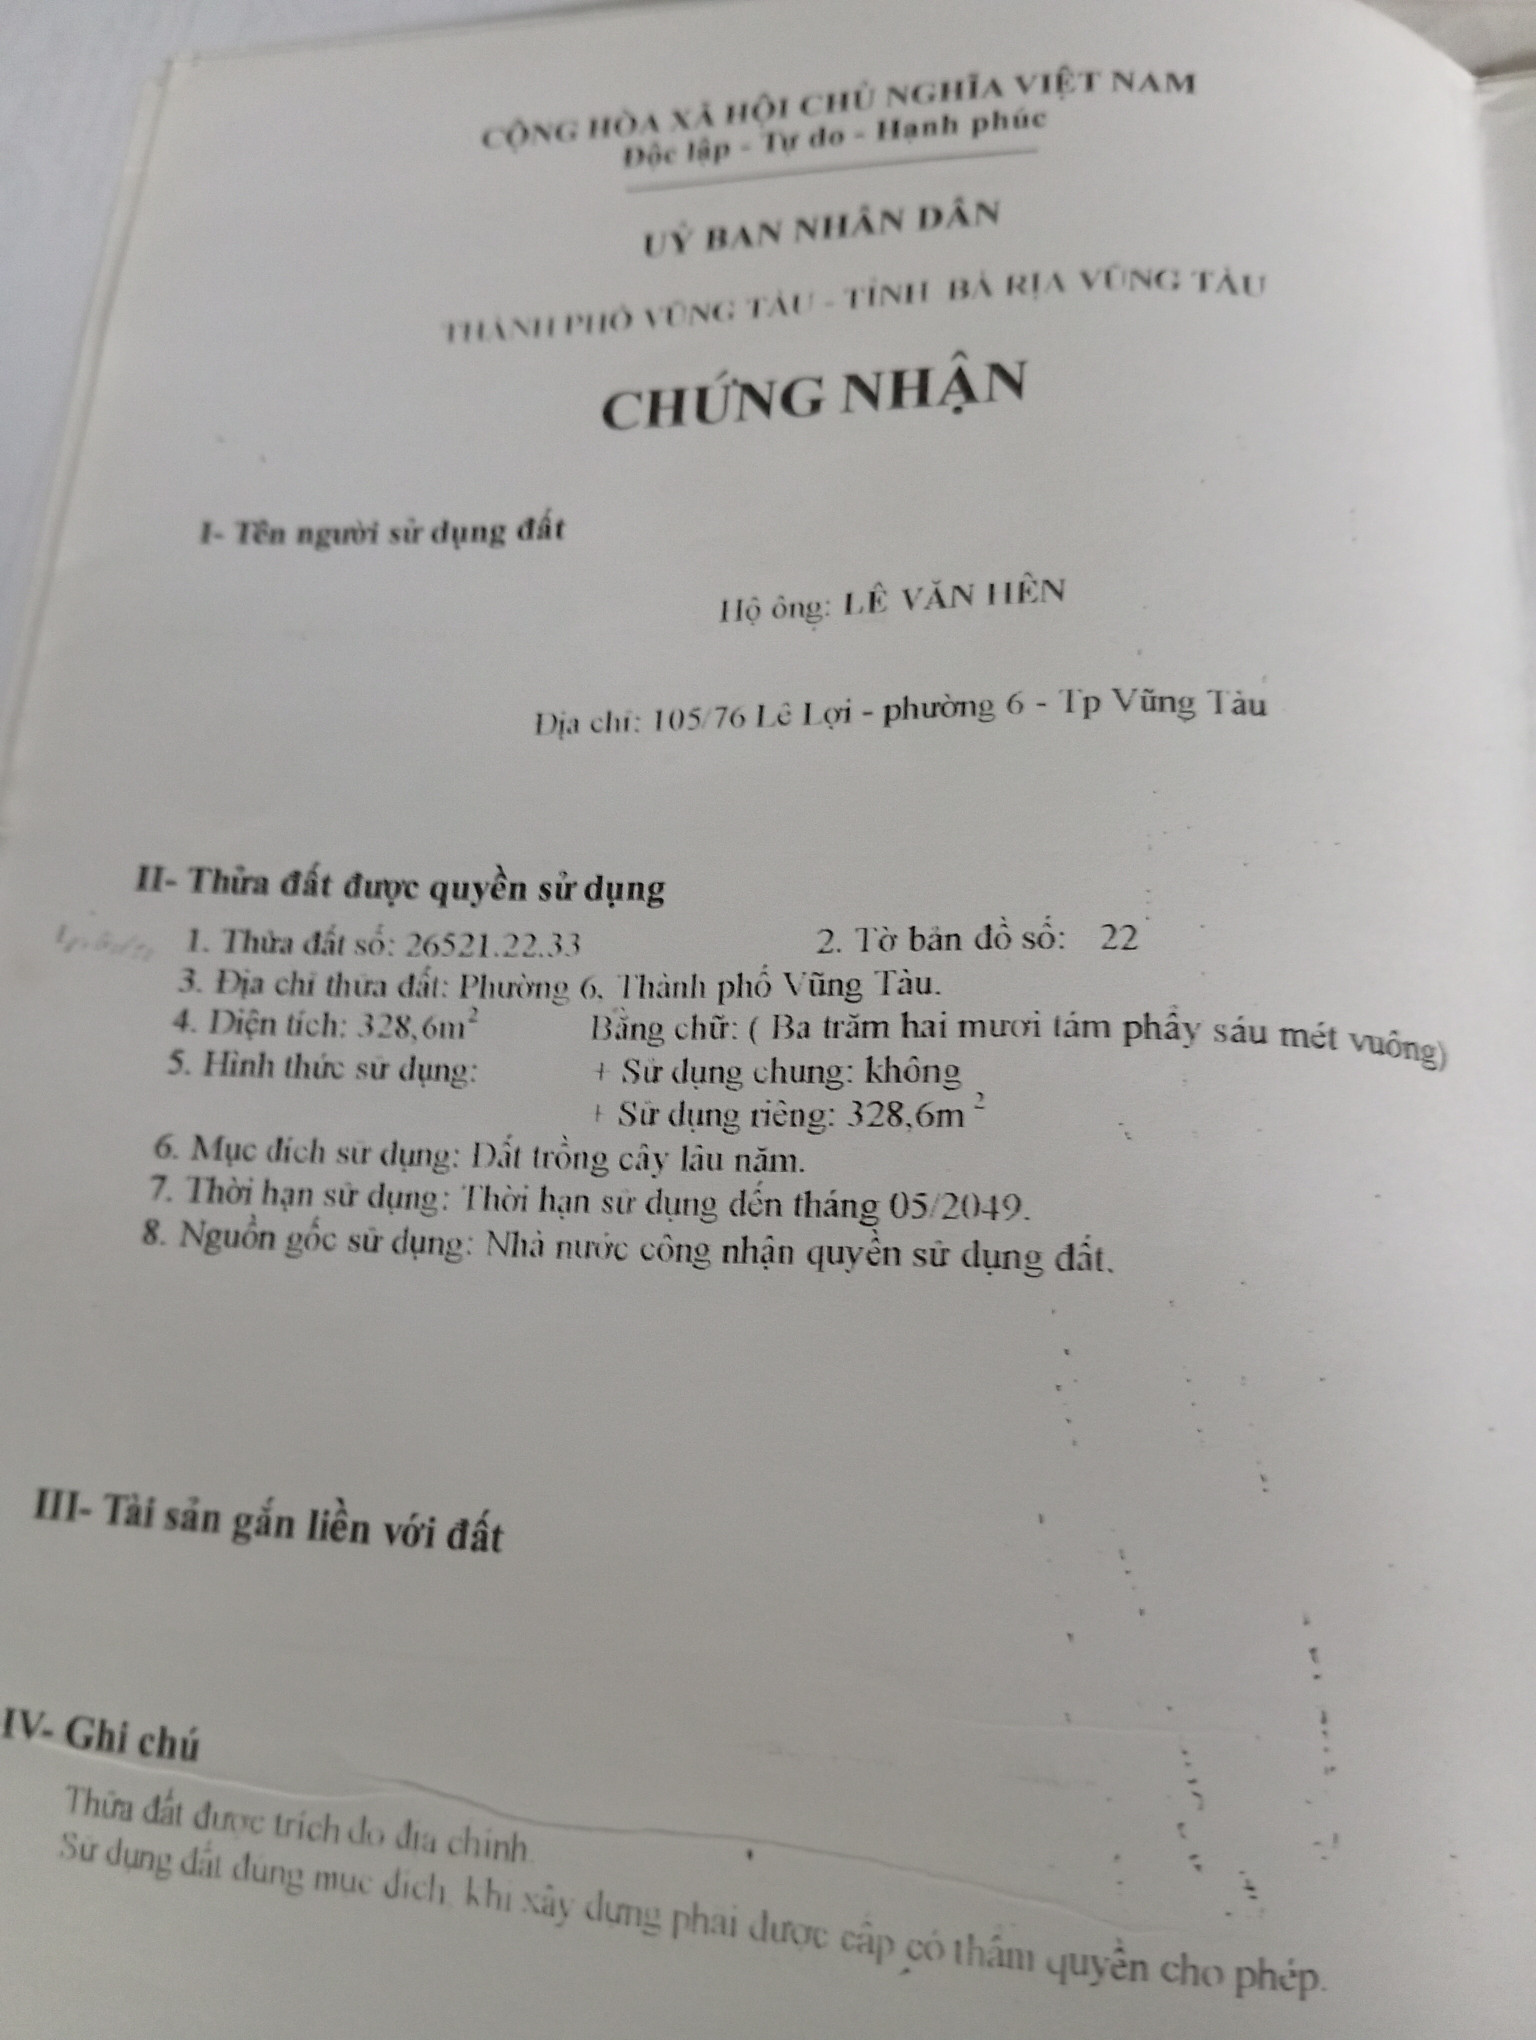 CỘNG HÒA XÃ HỘI CHỦ NGHĨA VIỆT NAM
Độc lập - Tự do - Hạnh phúc
UỶ BAN NHÂN DÂN
THÀNH PHỐ VŨNG TÀU - TỈNH BÀ RỊA VŨNG TÀU
CHỨNG NHẬN
I- Tên người sử dụng đất
Hộ ông: LÊ VĂN HÊN
Địa chỉ: 105/76 Lê Lợi - phường 6 - Tp Vũng Tàu
II- Thửa đất được quyền sử dụng
1. Thửa đất số: 26521.22.33 2. Tờ bản đồ số: 22
3. Địa chỉ thửa đất: Phường 6, Thành phố Vũng Tàu.
4. Diện tích: 328,6m² Bằng chữ: ( Ba trăm hai mươi tám phẩy sáu mét vuông)
5. Hình thức sử dụng: + Sử dụng chung: không
+ Sử dụng riêng: 328,6m ²
6. Mục đích sử dụng: Đất trồng cây lâu năm.
7. Thời hạn sử dụng: Thời hạn sử dụng đến tháng 05/2049.
8. Nguồn gốc sử dụng: Nhà nước công nhận quyền sử dụng đất.
III- Tài sản gắn liền với đất
IV- Ghi chú
Thửa đất được trích đo địa chính.
Sử dụng đất đúng mục đích, khi xây dựng phải được cấp có thẩm quyền cho phép.